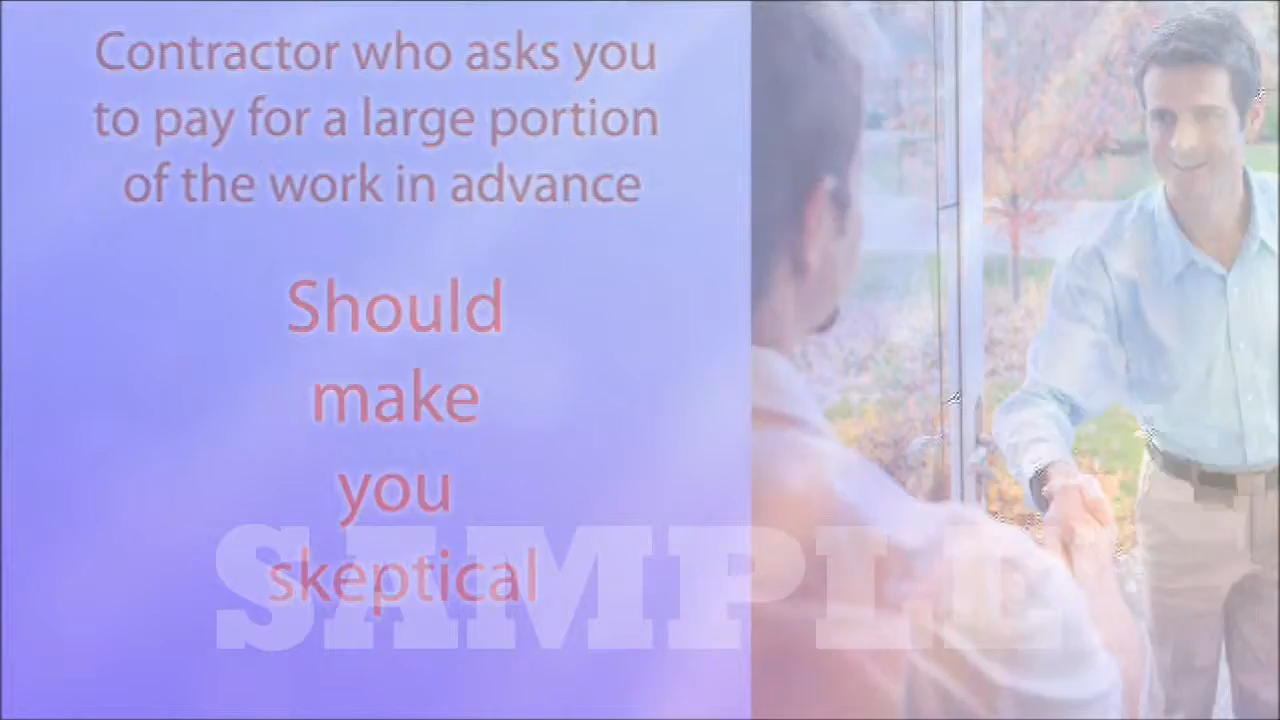 Contractor who asks you
to pay for a large portion
of the work in advance
Should
make
you
skeptical
SAMPLE